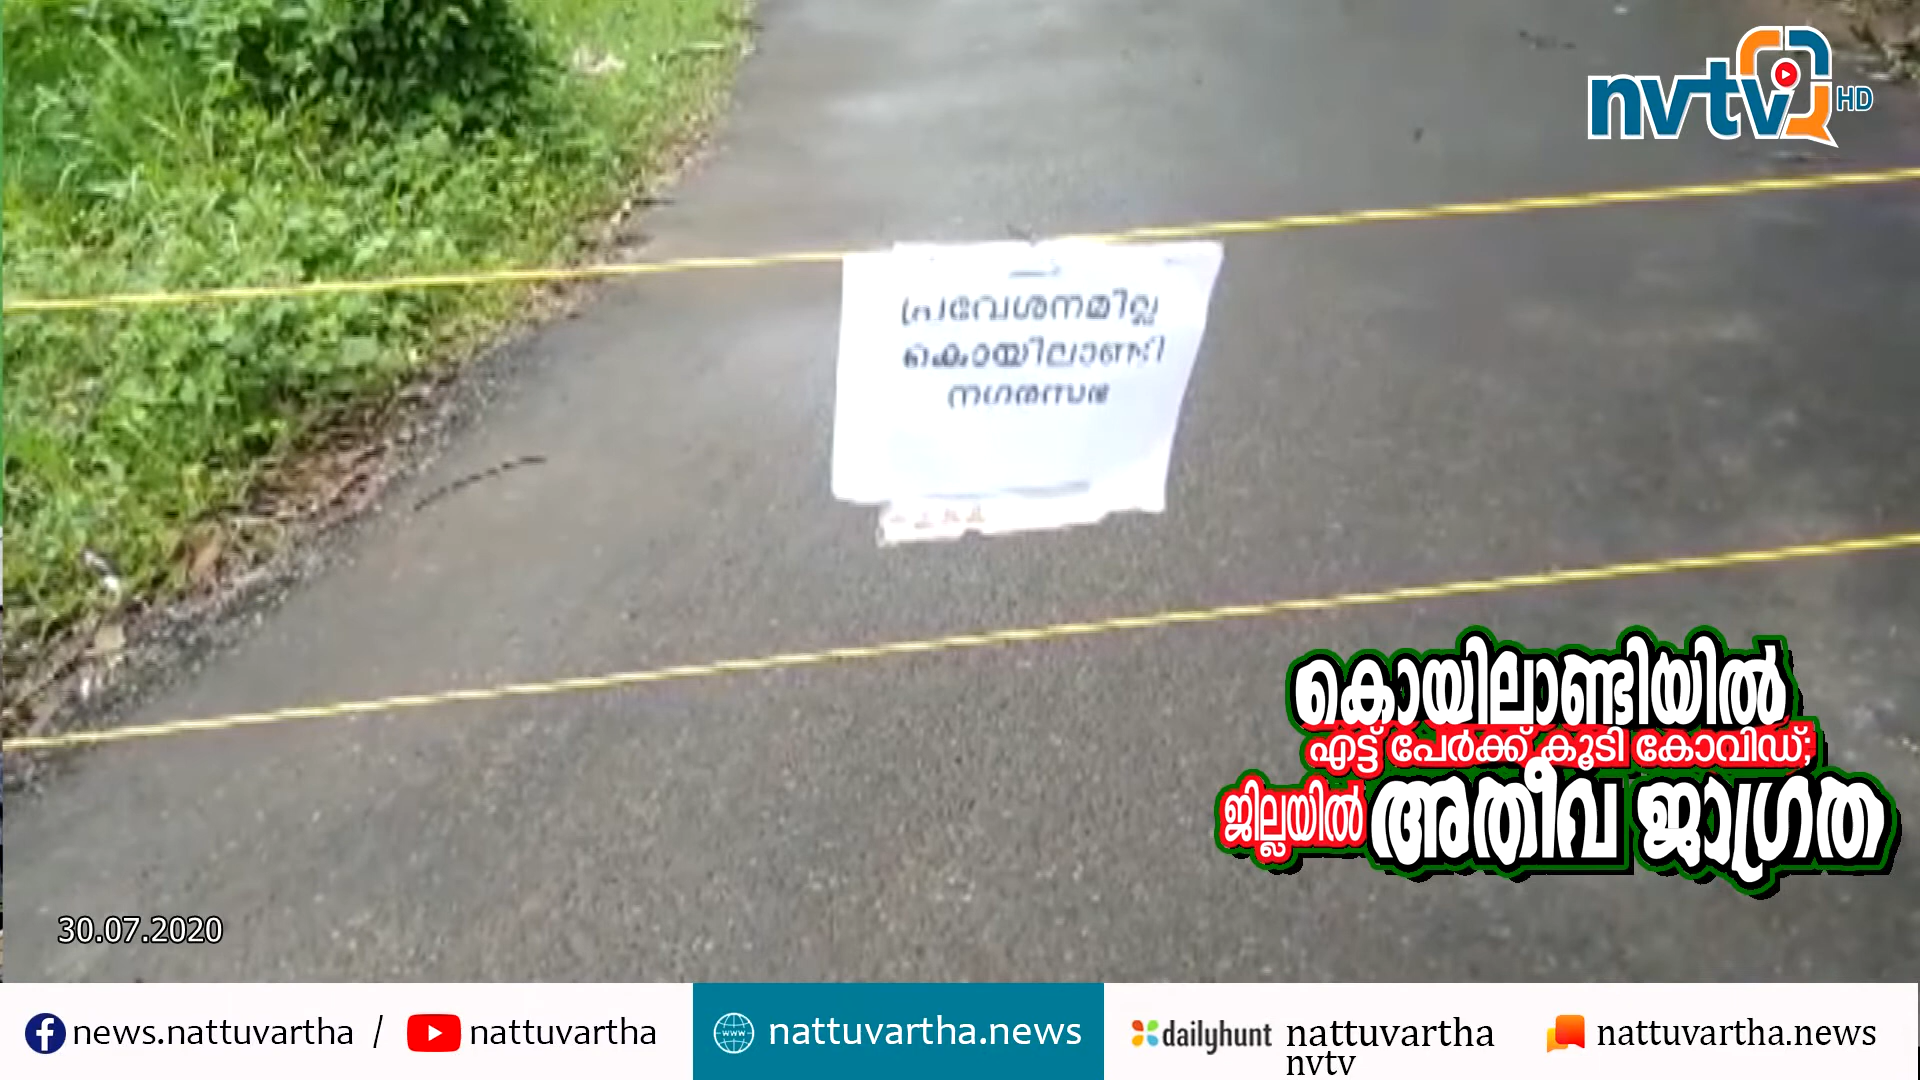 nvtv HD
പ്രവേശനമില്ല
കൊയിലാണ്ടി
നഗരസഭ
കൊയിലാണ്ടിയിൽ
എട്ട് പേർക്ക് കൂടി കോവിഡ്;
ജില്ലയിൽ അതീവ ജാഗ്രത
30.07.2020
news.nattuvartha / nattuvartha
www nattuvartha.news
dailyhunt nattuvartha
nvtv
nattuvartha.news